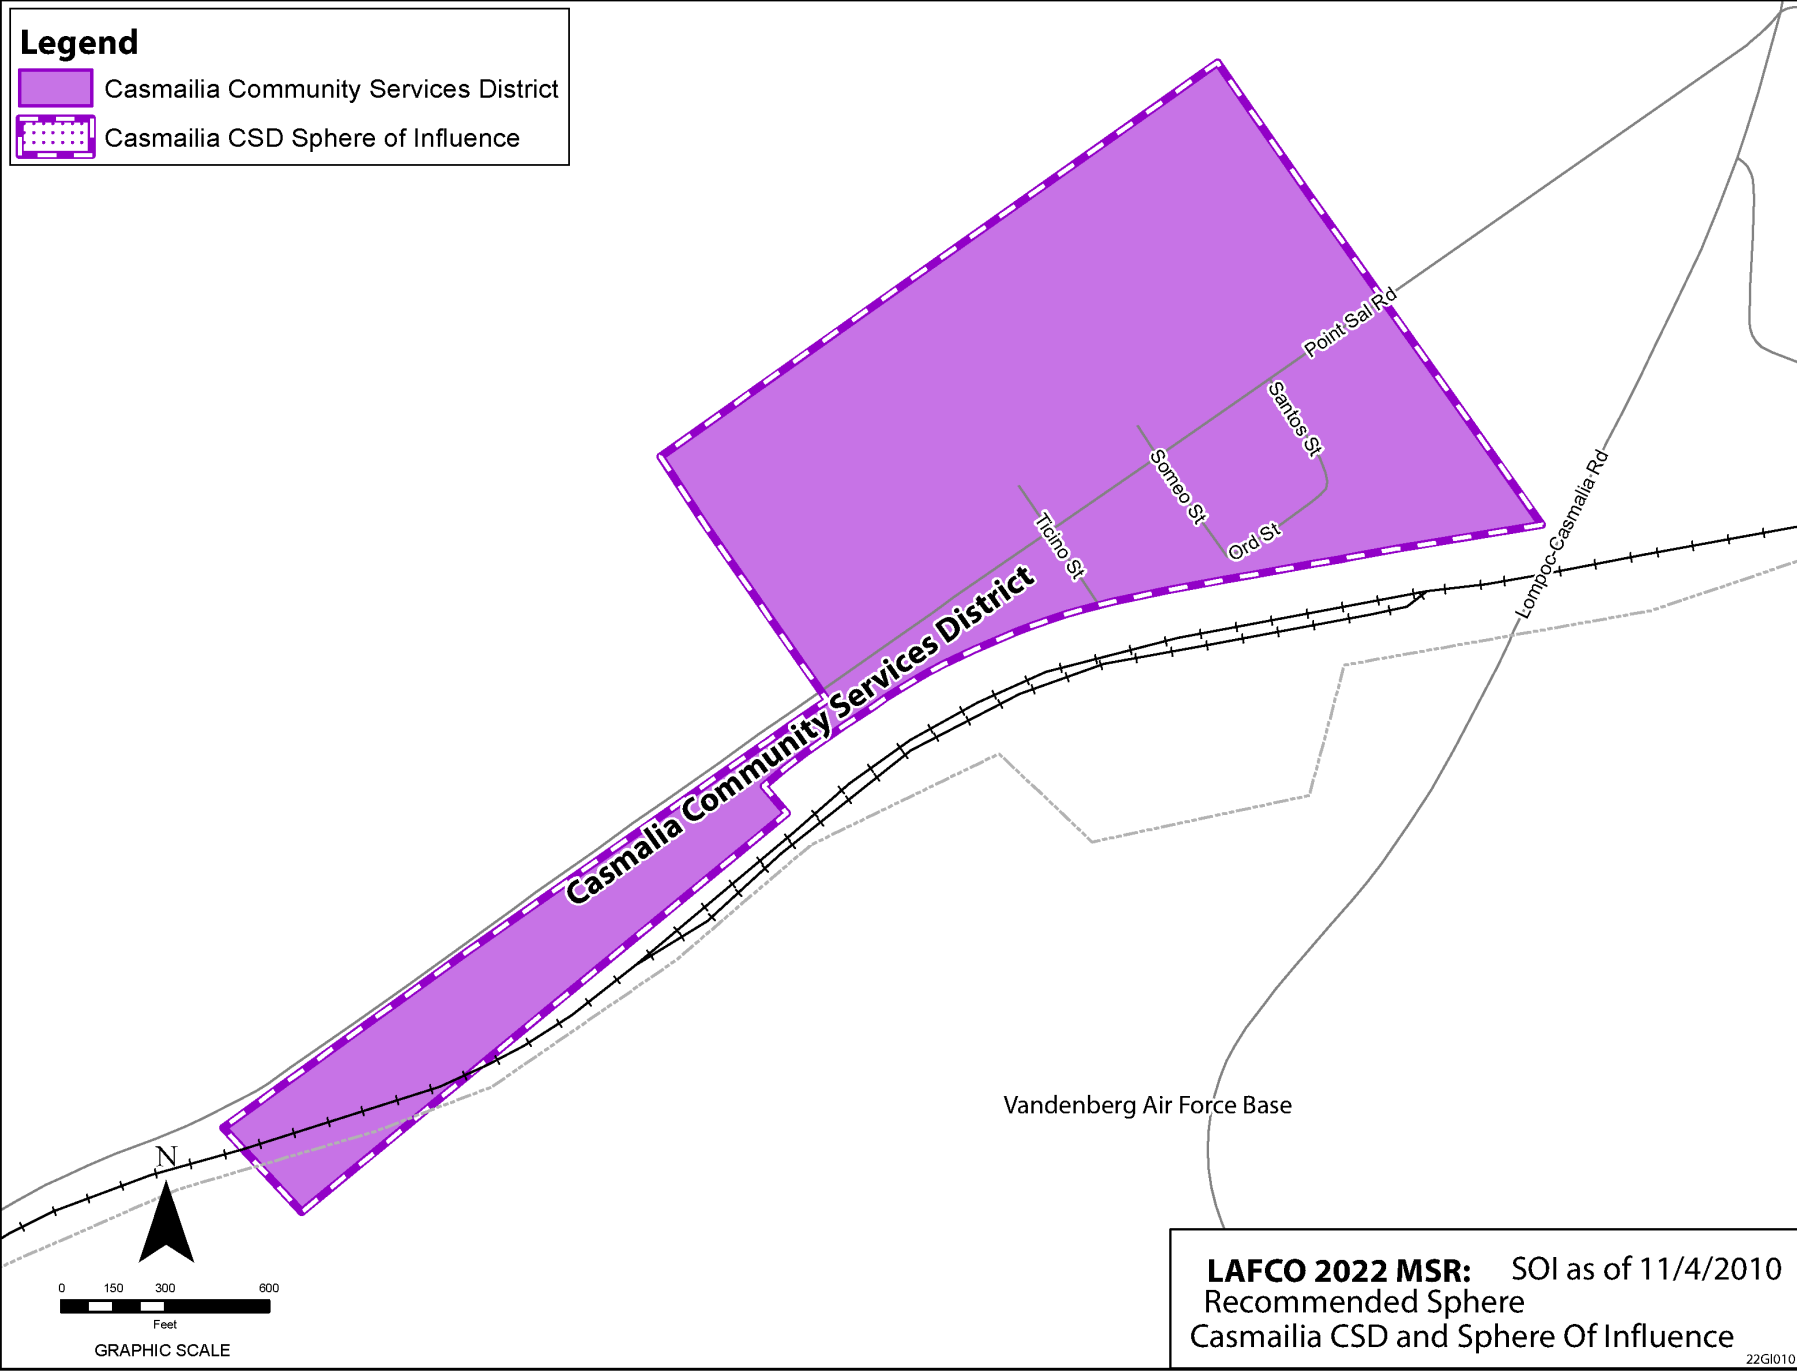 Legend
Casmailia Community Services District
Casmailia CSD Sphere of Influence
Point Sal Rd
Santos St
Someo St
Ord St
Ticino St
Lompoc-Casmalia Rd
Casmalia Community Services District
Vandenberg Air Force Base
N
0 150 300 600
Feet
GRAPHIC SCALE
LAFCO 2022 MSR: SOI as of 11/4/2010
Recommended Sphere
Casmailia CSD and Sphere Of Influence
22GI010